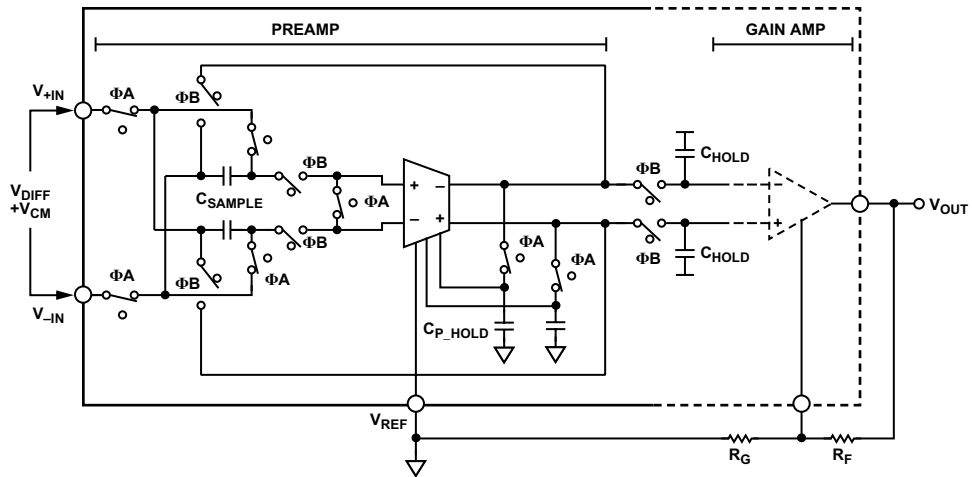 PREAMP
GAIN AMP
V+IN
ΦA
ΦB
VDIFF
+VCM
CSAMPLE
ΦB
ΦA
+
−
−
+
ΦB
CHOLD
−
+
VOUT
ΦB
ΦB
ΦA
ΦA
ΦA
ΦB
CHOLD
ΦA
V−IN
CP_HOLD
VREF
RG
RF